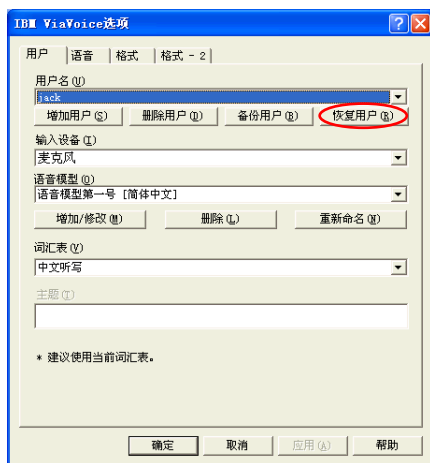 IBM ViaVoice选项
用户 语音 格式 格式 - 2
用户名(U)
jack
增加用户(S) 删除用户(D) 备份用户(B) 恢复用户(R)
输入设备(I)
麦克风
语音模型(O)
语音模型第一号 [简体中文]
增加/修改(M) 删除(L) 重新命名(N)
词汇表(V)
中文听写
主题(T)
* 建议使用当前词汇表。
确定 取消 应用(A) 帮助